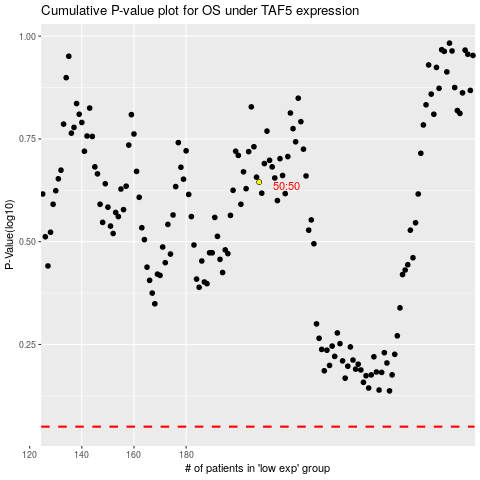 Cumulative P-value plot for OS under TAF5 expression
P-Value(log10)
1.00
0.75
0.50
0.25
50:50
120 140 160 180
# of patients in 'low exp' group